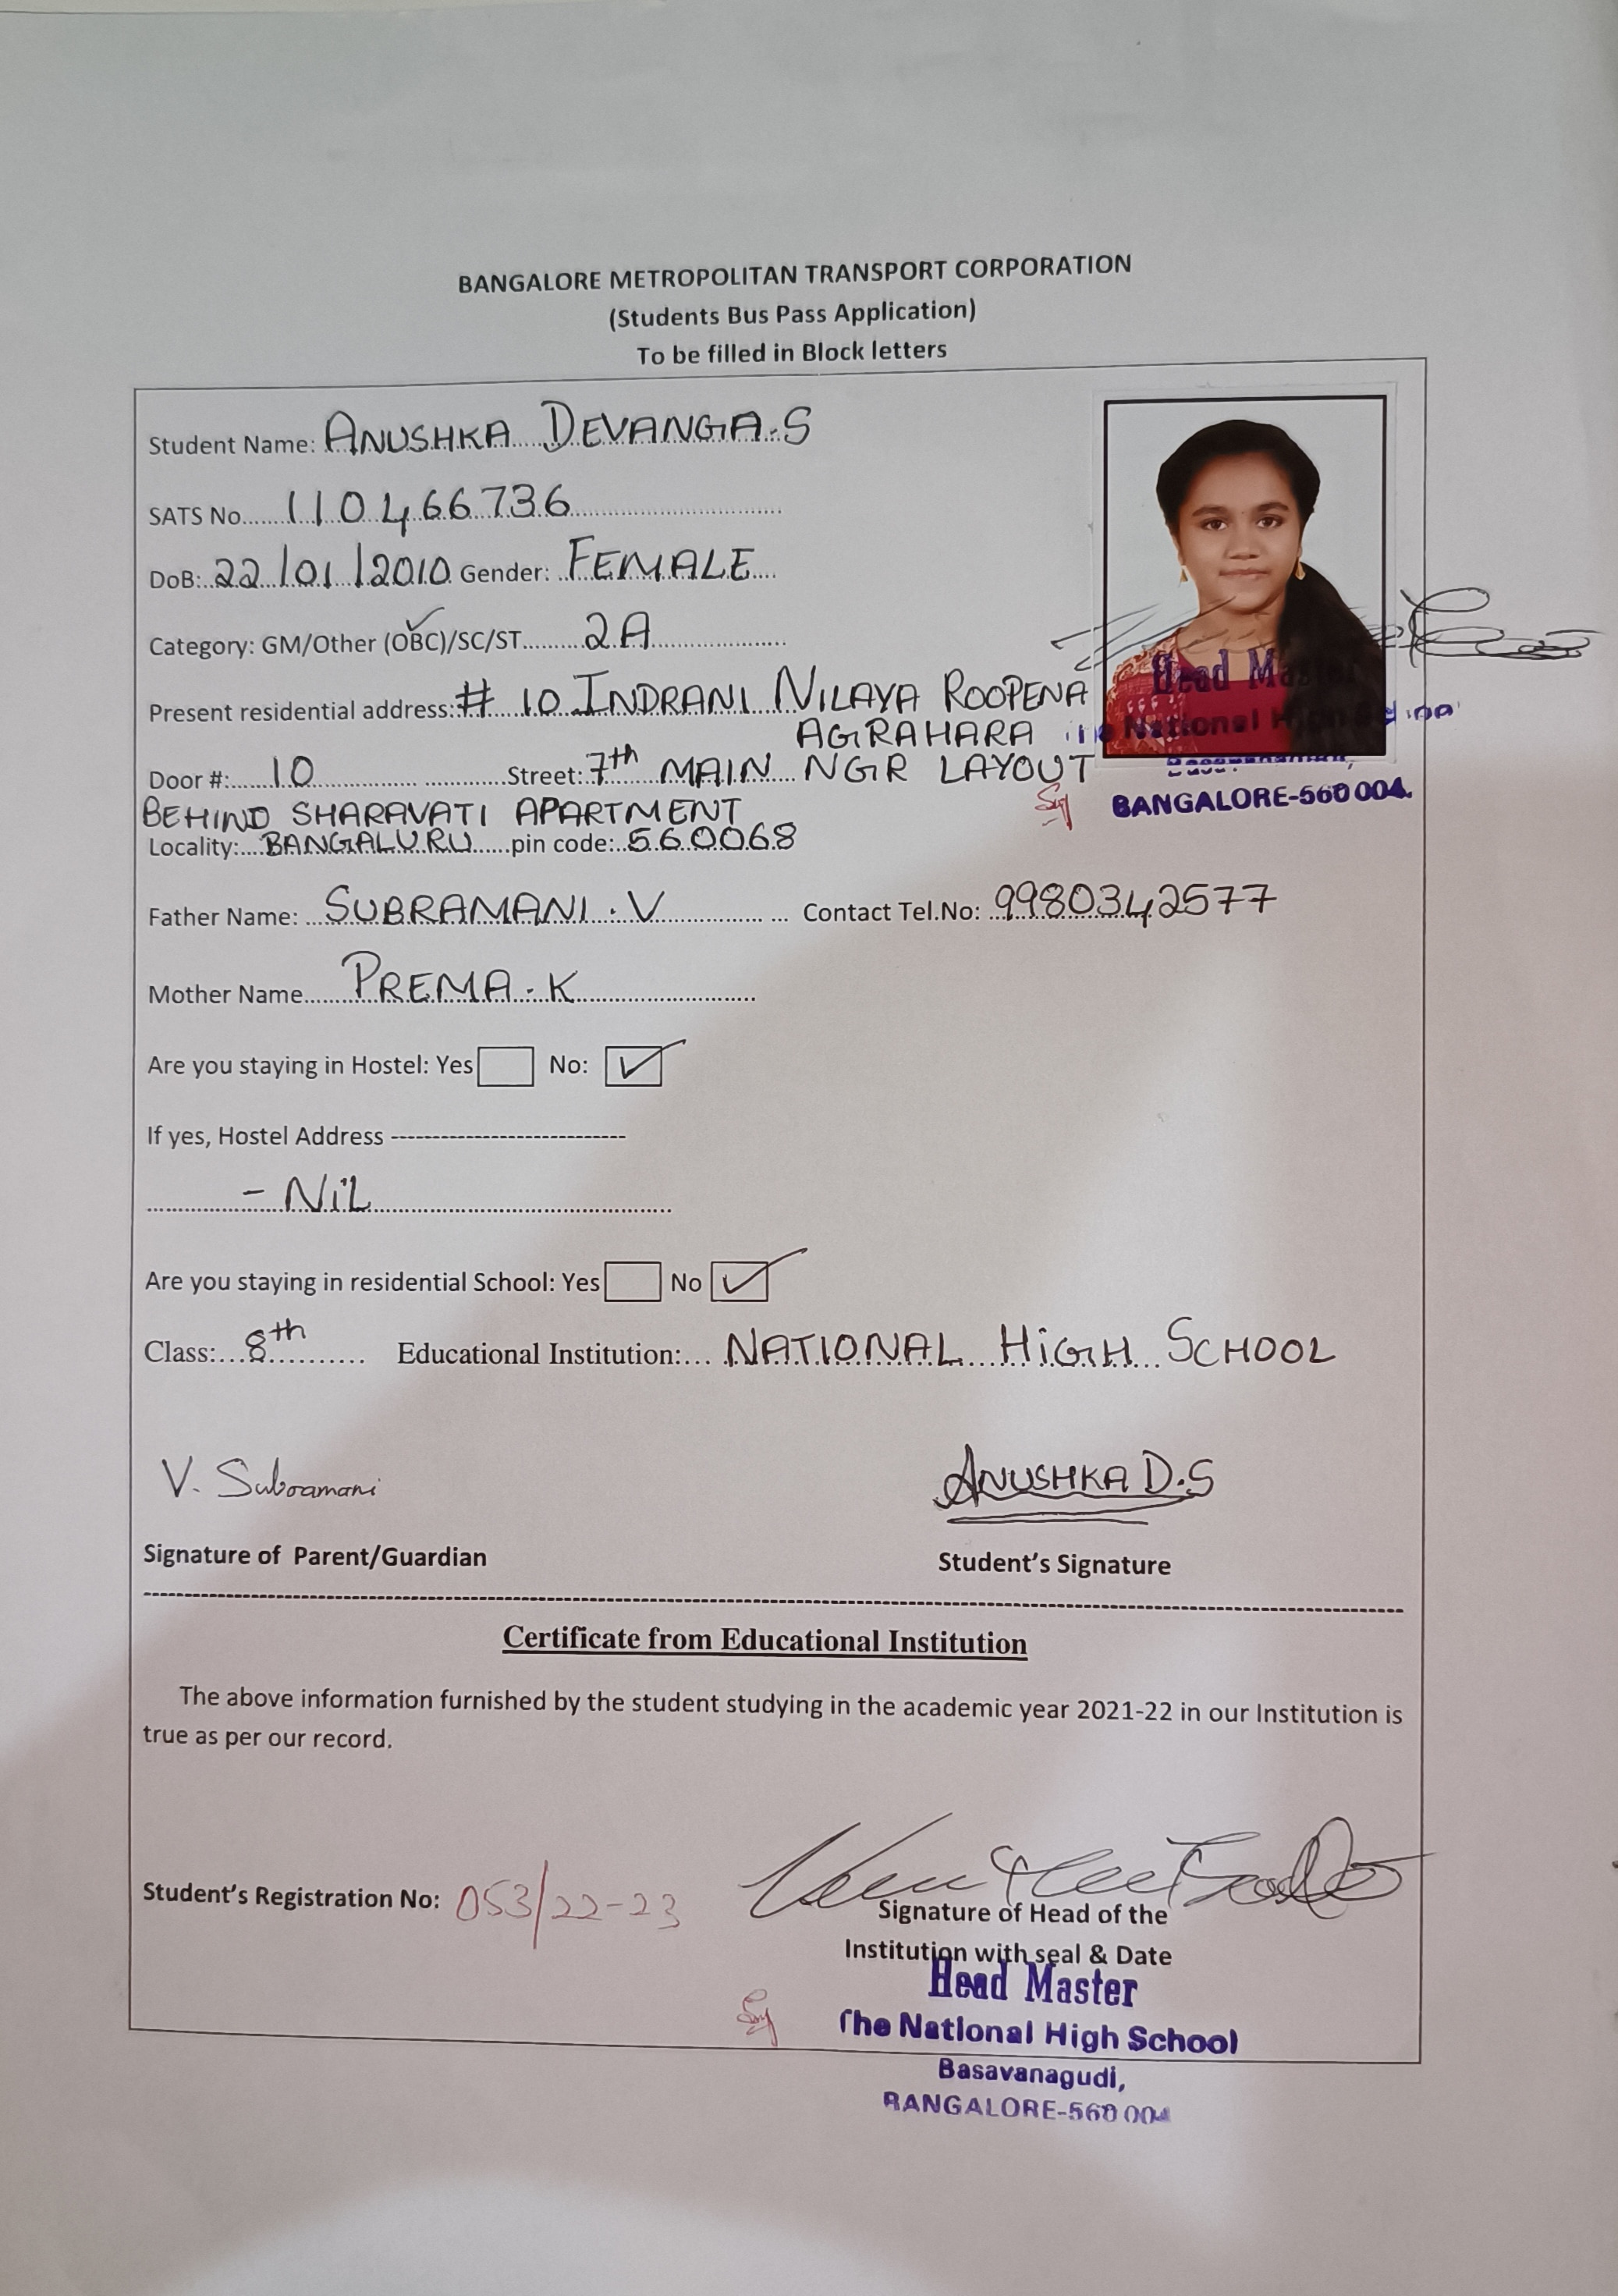 BANGALORE METROPOLITAN TRANSPORT CORPORATION
(Students Bus Pass Application)
To be filled in Block letters
Student Name: ANUSHKA DEVANGA.S
SATS No. 110466736
DoB: 22/01/2010 Gender: FEMALE
Category: GM/Other (OBC)/SC/ST 2A
Present residential address: # 10 INDRANI NILAYA ROOPENA
AGRAHARA
Door #: 10 Street: 7th MAIN NGR LAYOUT
BEHIND SHARAVATI APARTMENT
Locality: BANGALURU pin code: 560068
Head
National High
BANGALORE-560 004.
Father Name: SUBRAMANI . V Contact Tel.No: 9980342577
Mother Name PREMA . K
Are you staying in Hostel: Yes No: ✓
If yes, Hostel Address ----------------------------
- NiL
Are you staying in residential School: Yes No ✓
Class: 8th Educational Institution: NATIONAL HiGH SCHOOL
V. Subramani ANUSHKA D.S
Signature of Parent/Guardian Student's Signature
Certificate from Educational Institution
The above information furnished by the student studying in the academic year 2021-22 in our Institution is
true as per our record.
Student's Registration No: 053/22-23
Signature of Head of the
Institution with seal & Date
Head Master
The National High School
Basavanagudi,
BANGALORE-560 004